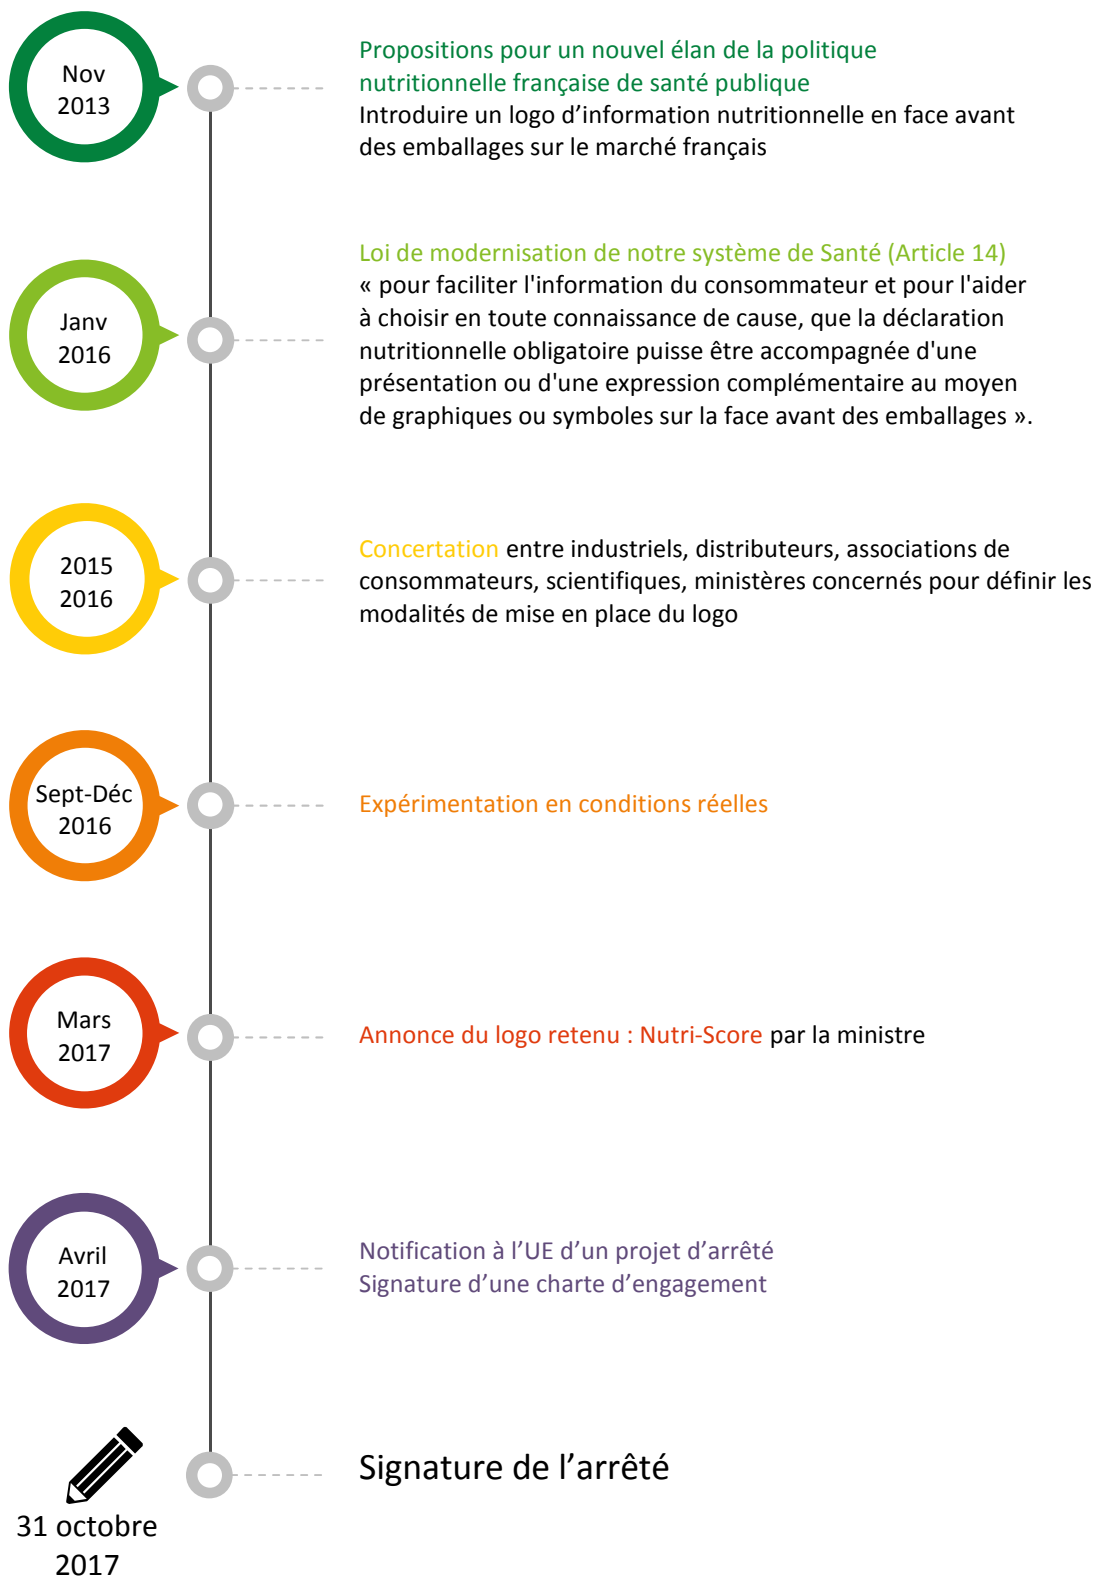 Nov
2013
Propositions pour un nouvel élan de la politique
nutritionnelle française de santé publique
Introduire un logo d’information nutritionnelle en face avant
des emballages sur le marché français
Janv
2016
Loi de modernisation de notre système de Santé (Article 14)
« pour faciliter l'information du consommateur et pour l'aider
à choisir en toute connaissance de cause, que la déclaration
nutritionnelle obligatoire puisse être accompagnée d'une
présentation ou d'une expression complémentaire au moyen
de graphiques ou symboles sur la face avant des emballages ».
2015
2016
Concertation entre industriels, distributeurs, associations de
consommateurs, scientifiques, ministères concernés pour définir les
modalités de mise en place du logo
Sept-Déc
2016
Expérimentation en conditions réelles
Mars
2017
Annonce du logo retenu : Nutri-Score par la ministre
Avril
2017
Notification à l’UE d’un projet d’arrêté
Signature d’une charte d’engagement
31 octobre
2017
Signature de l’arrêté